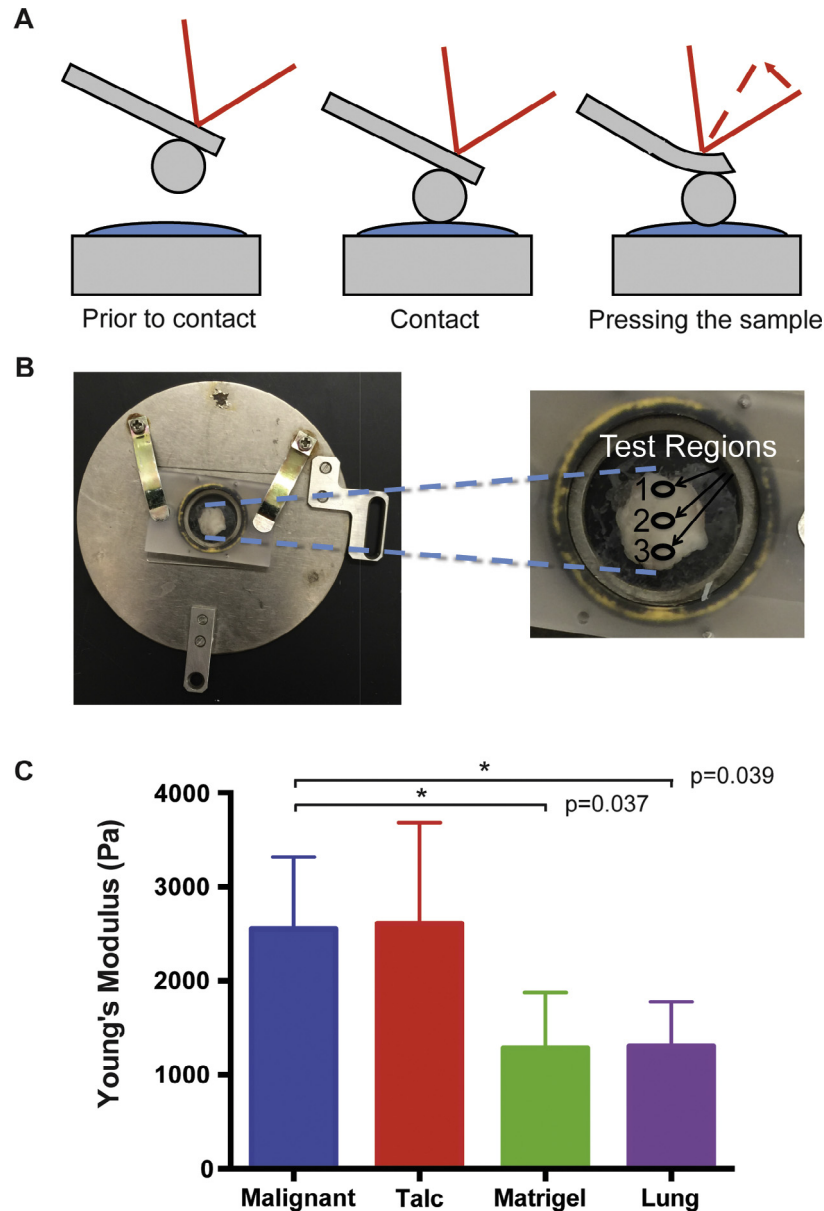 A
Prior to contact
Contact
Pressing the sample
B
Test Regions
1
2
3
C
*
p=0.039
*
p=0.037
Young's Modulus (Pa)
4000
3000
2000
1000
0
Malignant
Talc
Matrigel
Lung